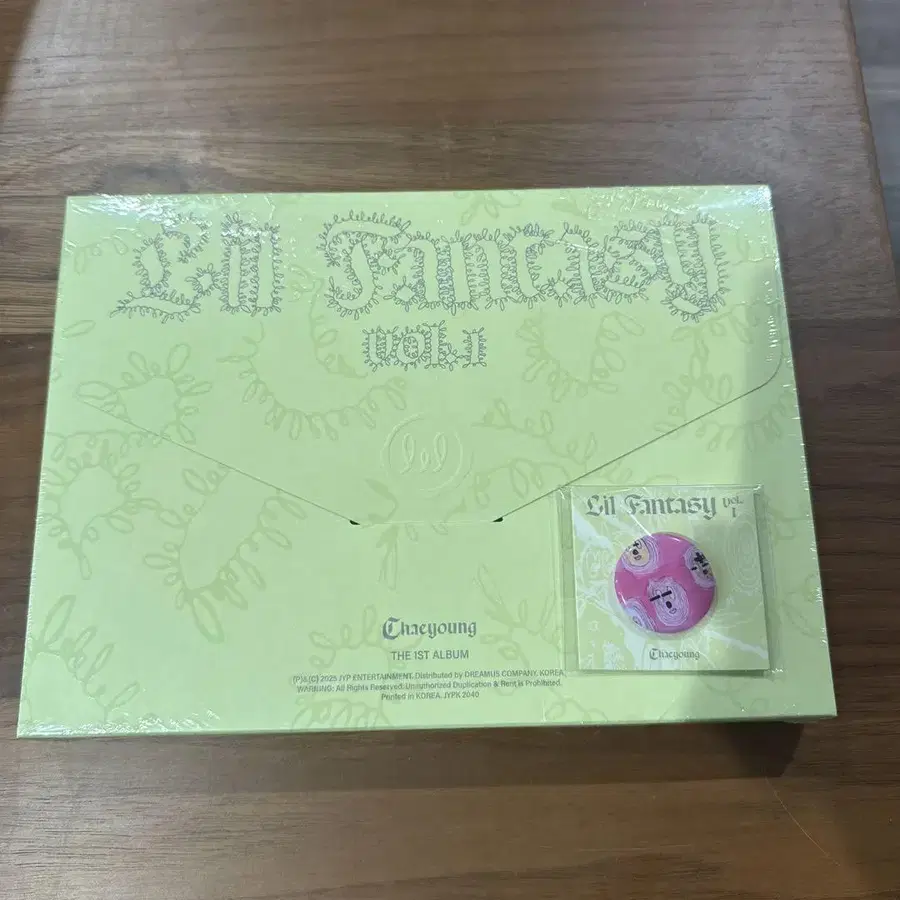 Lil Fantasy
vol.1
lil
Lil Fantasy vol.
1
Chaeyoung
Chaeyoung
THE 1ST ALBUM
(P)&(C) 2025 JYP ENTERTAINMENT. Distributed by DREAMUS COMPANY. KOREA
WARNING: All Rights Reserved. Unauthorized Duplication & Rent is Prohibited.
Printed in KOREA. JYPK 2040